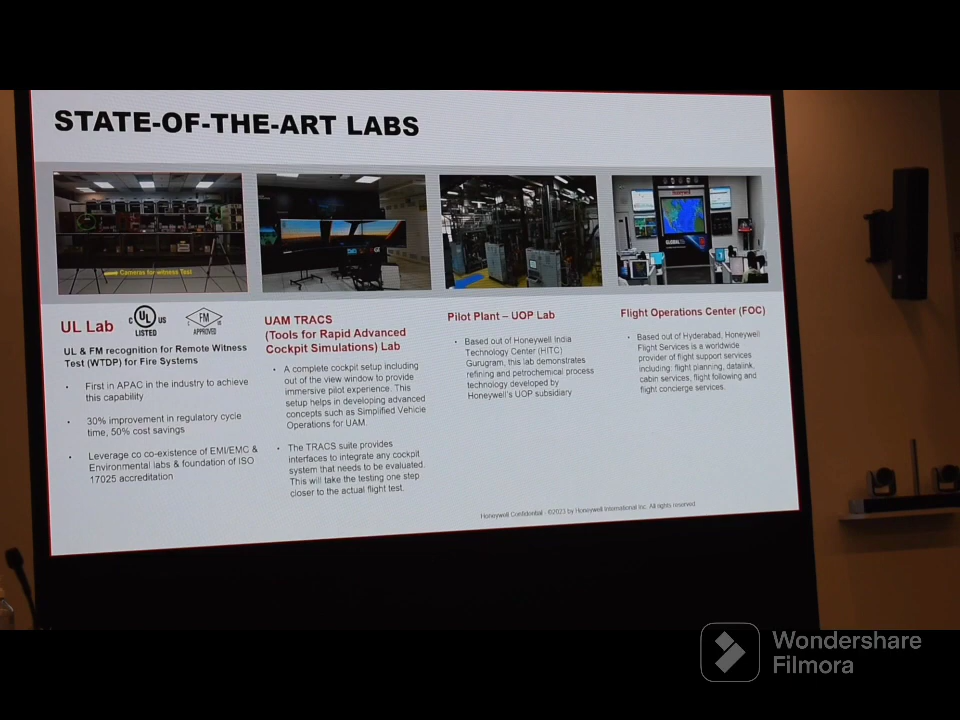 STATE-OF-THE-ART LABS
Cameras for witness Test
Honeywell
GLOBAL
UL Lab
C UL US
LISTED
FM
APPROVED
UL & FM recognition for Remote Witness
Test (WTDP) for Fire Systems
• First in APAC in the industry to achieve
this capability
• 30% improvement in regulatory cycle
time, 50% cost savings
• Leverage co co-existence of EMI/EMC &
Environmental labs & foundation of ISO
17025 accreditation
UAM TRACS
(Tools for Rapid Advanced
Cockpit Simulations) Lab
• A complete cockpit setup including
out of the view window to provide
immersive pilot experience. This
setup helps in developing advanced
concepts such as Simplified Vehicle
Operations for UAM.
• The TRACS suite provides
interfaces to integrate any cockpit
system that needs to be evaluated.
This will take the testing one step
closer to the actual flight test.
Pilot Plant – UOP Lab
• Based out of Honeywell India
Technology Center (HITC)
Gurugram, this lab demonstrates
refining and petrochemical process
technology developed by
Honeywell's UOP subsidiary
Flight Operations Center (FOC)
• Based out of Hyderabad, Honeywell
Flight Services is a worldwide
provider of flight support services
including: flight planning, datalink,
cabin services, flight following and
flight concierge services.
Honeywell Confidential - ©2023 by Honeywell International Inc. All rights reserved.
Wondershare
Filmora